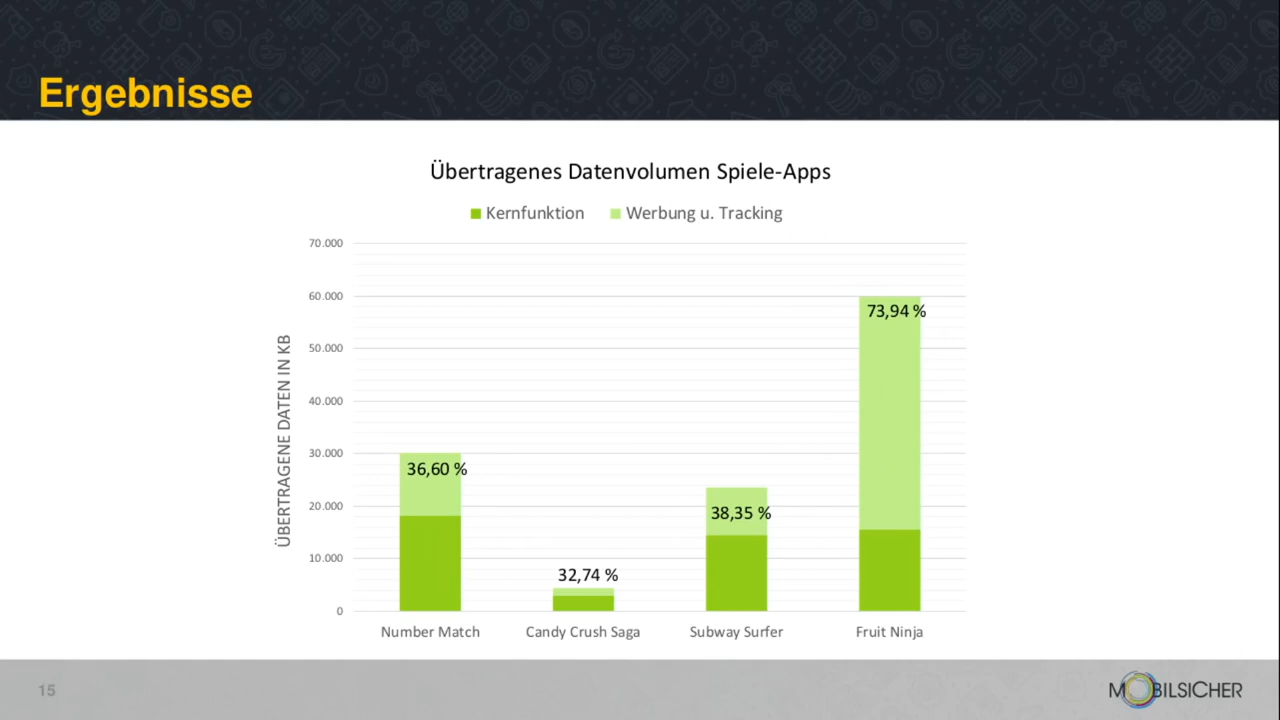 Ergebnisse
Übertragenes Datenvolumen Spiele-Apps
Kernfunktion Werbung u. Tracking
ÜBERTRAGENE DATEN IN KB
70.000
60.000
50.000
40.000
30.000
20.000
10.000
0
36,60 %
32,74 %
38,35 %
73,94 %
Number Match Candy Crush Saga Subway Surfer Fruit Ninja
15
MOBILSICHER